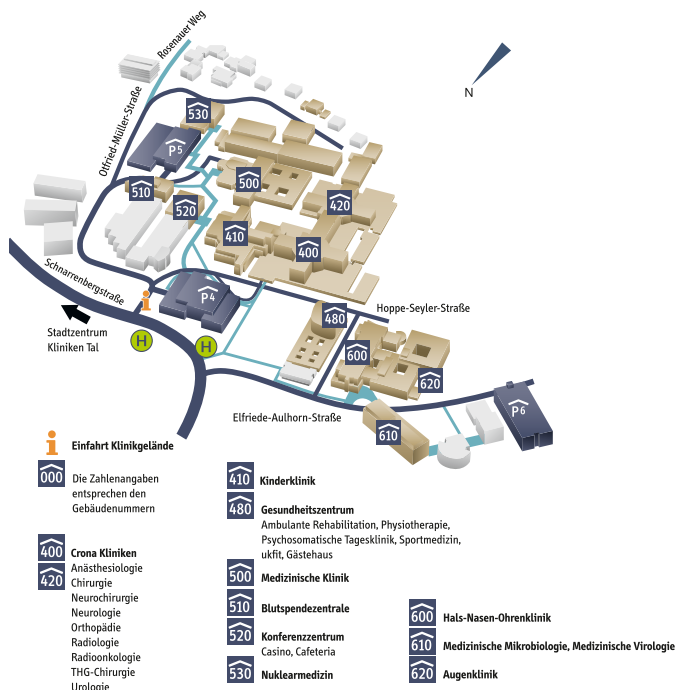 Rosenauer Weg
N
Otfried-Müller-Straße
530
P5
500
510
520
420
410
400
Schnarrenbergstraße
i
P4
Hoppe-Seyler-Straße
480
Stadtzentrum
Kliniken Tal
H
H
600
620
Elfriede-Aulhorn-Straße
P6
610
i Einfahrt Klinikgelände
000 Die Zahlenangaben
entsprechen den
Gebäudenummern
400 Crona Kliniken
420 Anästhesiologie
Chirurgie
Neurochirurgie
Neurologie
Orthopädie
Radiologie
Radioonkologie
THG-Chirurgie
Urologie
410 Kinderklinik
480 Gesundheitszentrum
Ambulante Rehabilitation, Physiotherapie,
Psychosomatische Tagesklinik, Sportmedizin,
ukfit, Gästehaus
500 Medizinische Klinik
510 Blutspendezentrale
520 Konferenzzentrum
Casino, Cafeteria
530 Nuklearmedizin
600 Hals-Nasen-Ohrenklinik
610 Medizinische Mikrobiologie, Medizinische Virologie
620 Augenklinik